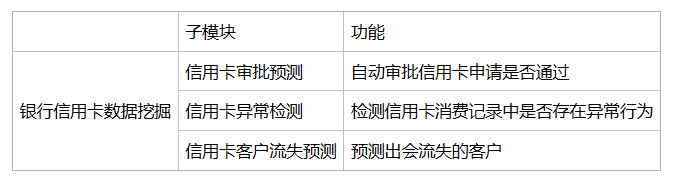 子模块 功能
信用卡审批预测 自动审批信用卡申请是否通过
银行信用卡数据挖掘 信用卡异常检测 检测信用卡消费记录中是否存在异常行为
信用卡客户流失预测 预测出会流失的客户